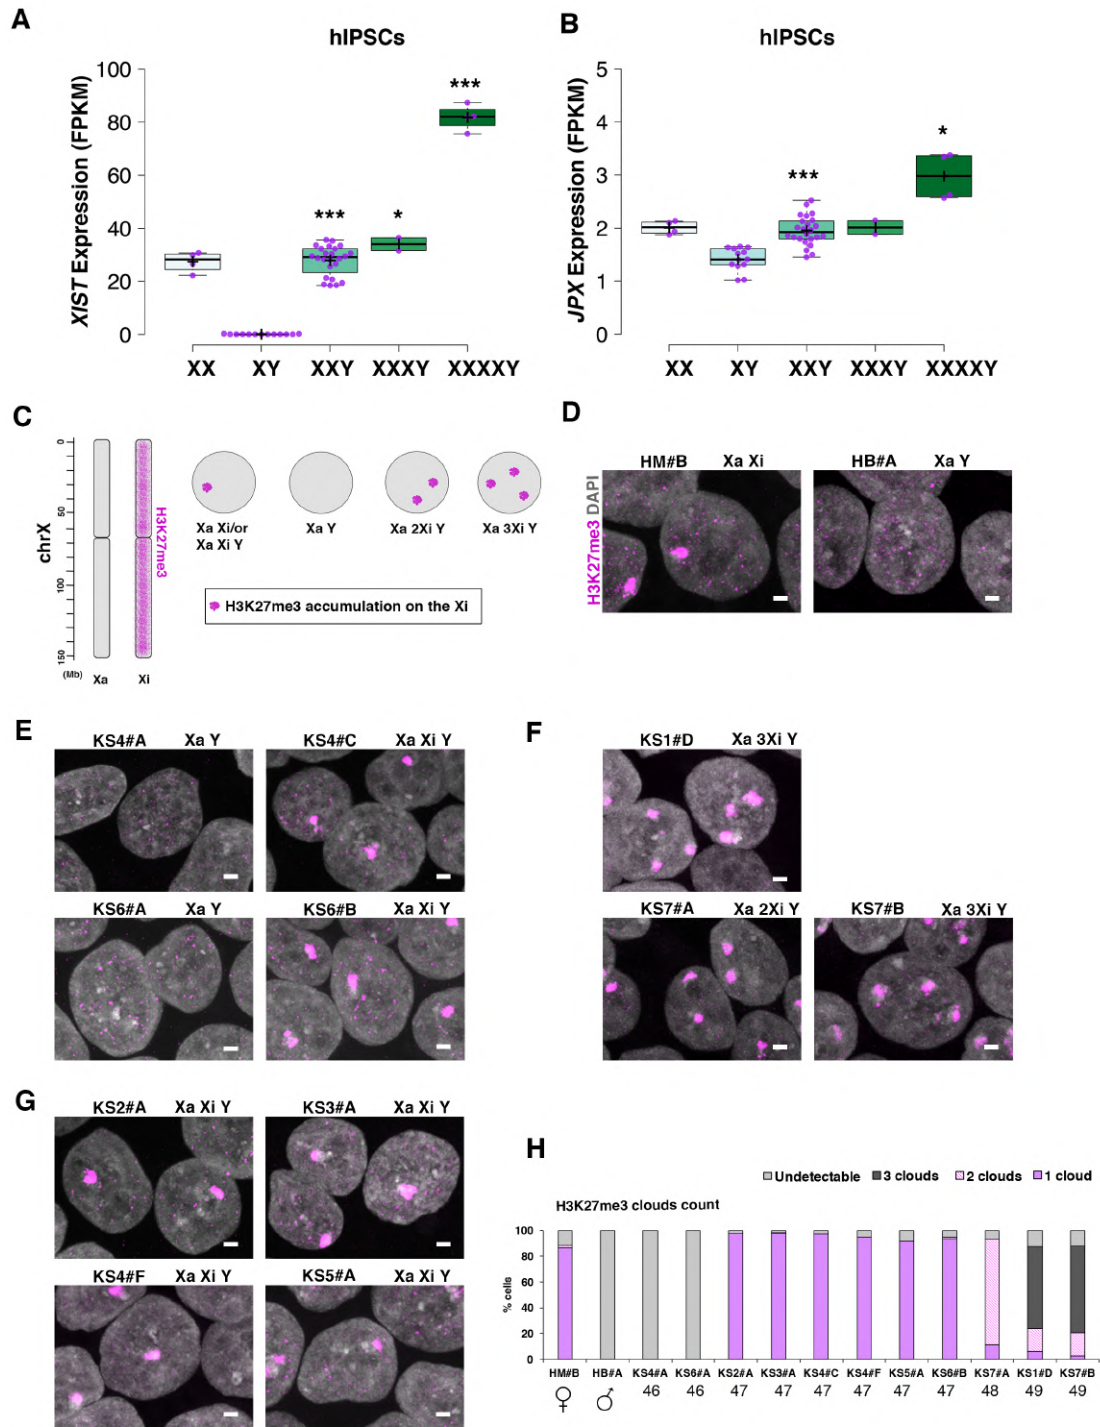 A
hIPSCs
XIST Expression (FPKM)
100
80
60
40
20
0
***
*
***
XX XY XXY XXXY XXXXY
B
hIPSCs
JPX Expression (FPKM)
5
4
3
2
1
0
***
*
XX XY XXY XXXY XXXXY
C
chrX
0
50
100
150
(Mb)
Xa Xi
H3K27me3
Xa Xi/or
Xa Xi Y
Xa Y
Xa 2Xi Y
Xa 3Xi Y
H3K27me3 accumulation on the Xi
D
H3K27me3 DAPI
HM#B Xa Xi
HB#A Xa Y
E
KS4#A Xa Y
KS4#C Xa Xi Y
KS6#A Xa Y
KS6#B Xa Xi Y
F
KS1#D Xa 3Xi Y
KS7#A Xa 2Xi Y
KS7#B Xa 3Xi Y
G
KS2#A Xa Xi Y
KS3#A Xa Xi Y
KS4#F Xa Xi Y
KS5#A Xa Xi Y
H
Undetectable 3 clouds 2 clouds 1 cloud
H3K27me3 clouds count
% cells
100
80
60
40
20
0
HM#B HB#A KS4#A KS6#A KS2#A KS3#A KS4#C KS4#F KS5#A KS6#B KS7#A KS1#D KS7#B
♀ ♂ 46 46 47 47 47 47 47 47 48 49 49